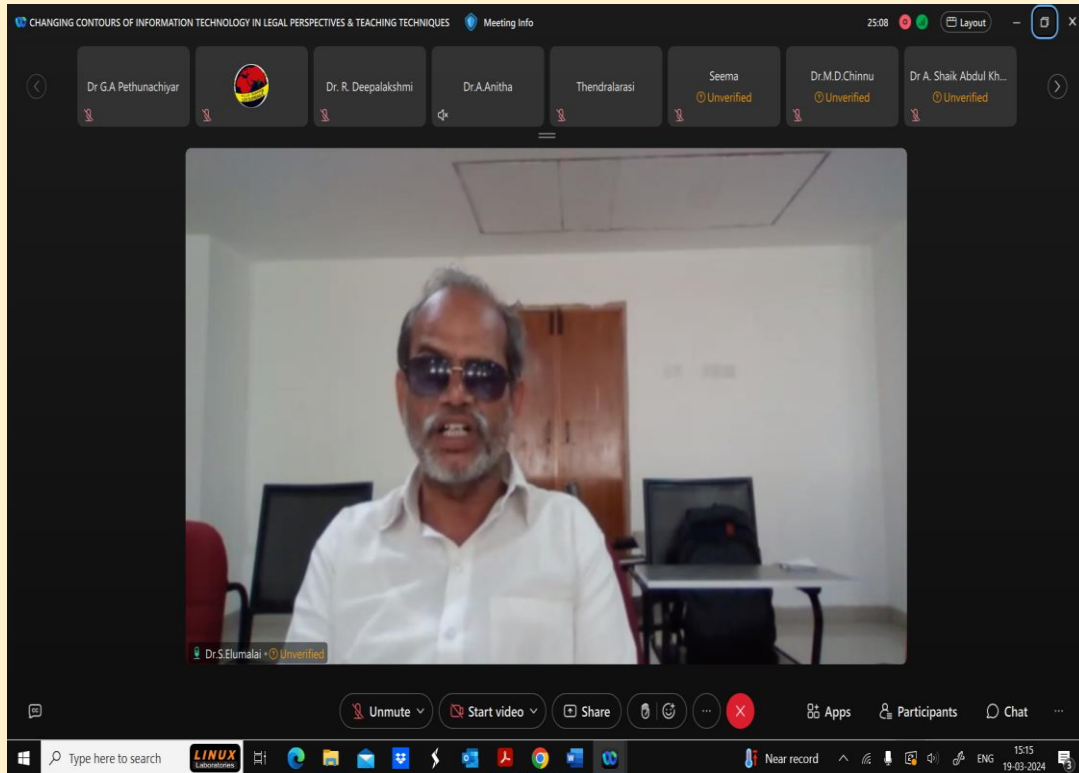 CHANGING CONTOURS OF INFORMATION TECHNOLOGY IN LEGAL PERSPECTIVES & TEACHING TECHNIQUES Meeting Info 25:08 Layout
Dr G.A Pethunachiyar
Dr. R. Deepalakshmi
Dr.A.Anitha
Thendralarasi
Seema
Unverified
Dr.M.D.Chinnu
Unverified
Dr A. Shaik Abdul Kh...
Unverified
Dr.S.Elumalai • Unverified
Unmute Start video Share Apps Participants Chat
Type here to search LINUX Laboratories Near record ENG 15:15
19-03-2024